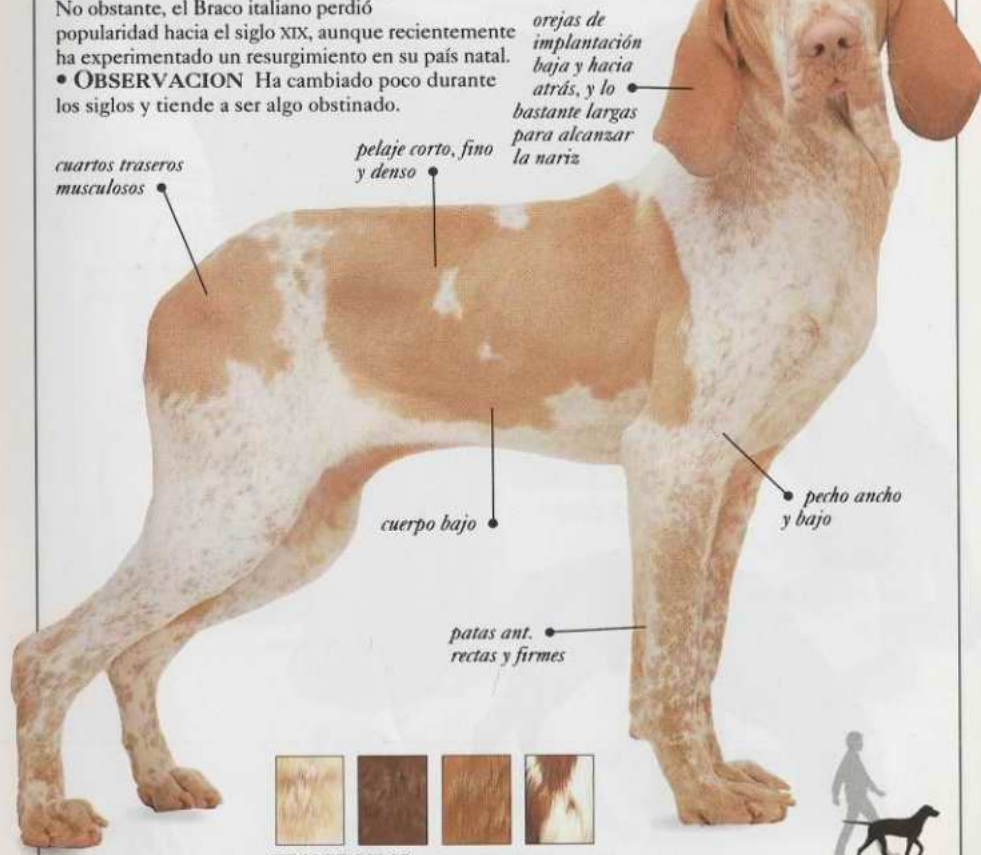 No obstante, el Braco italiano perdió
popularidad hacia el siglo XIX, aunque recientemente
ha experimentado un resurgimiento en su país natal.
• OBSERVACION Ha cambiado poco durante
los siglos y tiende a ser algo obstinado.
orejas de
implantación
baja y hacia
atrás, y lo
bastante largas
para alcanzar
la nariz
cuartos traseros
musculosos
pelaje corto, fino
y denso
cuerpo bajo
pecho ancho
y bajo
patas ant.
rectas y firmes